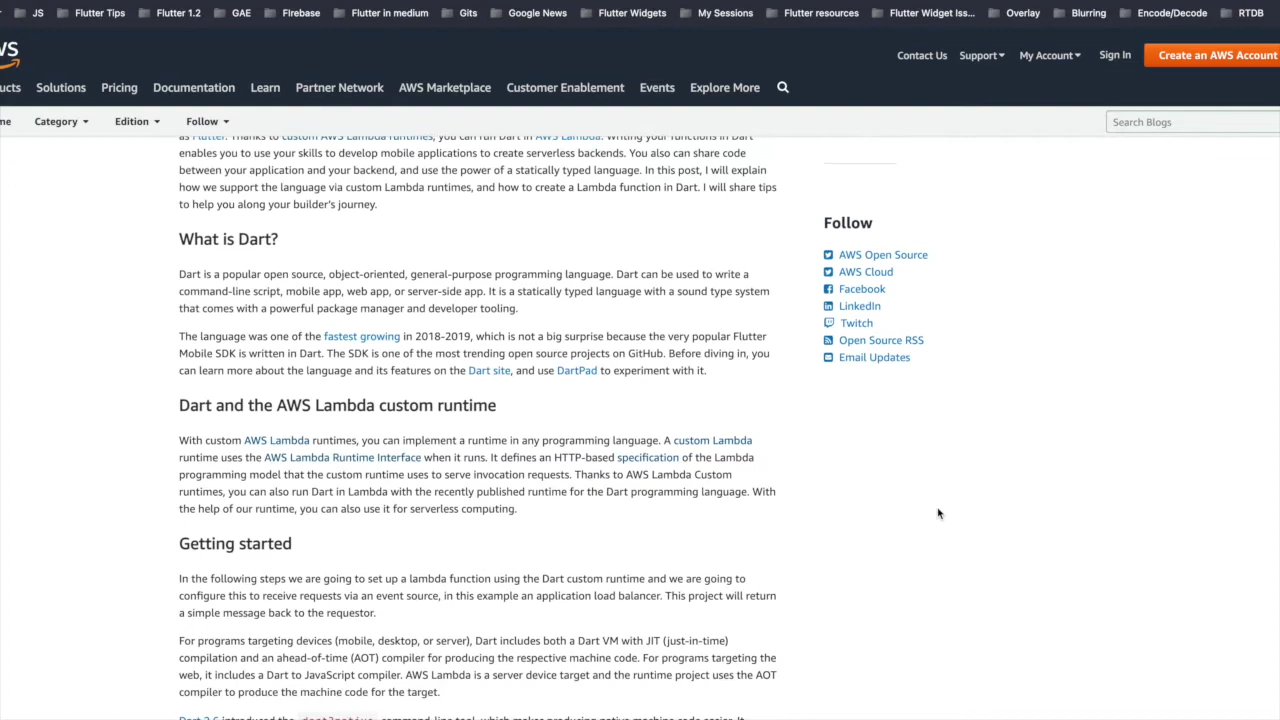 JS Flutter Tips Flutter 1.2 GAE FIrebase Flutter in medium Gits Google News Flutter Widgets My Sessions Flutter resources Flutter Widget Iss... Overlay Blurring Encode/Decode RTDB
Contact Us Support My Account Sign In Create an AWS Account
ucts Solutions Pricing Documentation Learn Partner Network AWS Marketplace Customer Enablement Events Explore More
me Category Edition Follow Search Blogs
as Flutter. Thanks to custom AWS Lambda runtimes, you can run Dart in AWS Lambda. Writing your functions in Dart
enables you to use your skills to develop mobile applications to create serverless backends. You also can share code
between your application and your backend, and use the power of a statically typed language. In this post, I will explain
how we support the language via custom Lambda runtimes, and how to create a Lambda function in Dart. I will share tips
to help you along your builder's journey.
What is Dart?
Dart is a popular open source, object-oriented, general-purpose programming language. Dart can be used to write a
command-line script, mobile app, web app, or server-side app. It is a statically typed language with a sound type system
that comes with a powerful package manager and developer tooling.
The language was one of the fastest growing in 2018-2019, which is not a big surprise because the very popular Flutter
Mobile SDK is written in Dart. The SDK is one of the most trending open source projects on GitHub. Before diving in, you
can learn more about the language and its features on the Dart site, and use DartPad to experiment with it.
Dart and the AWS Lambda custom runtime
With custom AWS Lambda runtimes, you can implement a runtime in any programming language. A custom Lambda
runtime uses the AWS Lambda Runtime Interface when it runs. It defines an HTTP-based specification of the Lambda
programming model that the custom runtime uses to serve invocation requests. Thanks to AWS Lambda Custom
runtimes, you can also run Dart in Lambda with the recently published runtime for the Dart programming language. With
the help of our runtime, you can also use it for serverless computing.
Getting started
In the following steps we are going to set up a lambda function using the Dart custom runtime and we are going to
configure this to receive requests via an event source, in this example an application load balancer. This project will return
a simple message back to the requestor.
For programs targeting devices (mobile, desktop, or server), Dart includes both a Dart VM with JIT (just-in-time)
compilation and an ahead-of-time (AOT) compiler for producing the respective machine code. For programs targeting the
web, it includes a Dart to JavaScript compiler. AWS Lambda is a server device target and the runtime project uses the AOT
compiler to produce the machine code for the target.
Dart 2.6 introduced the dart2native command-line tool, which makes producing native machine code easier. It
Follow
AWS Open Source
AWS Cloud
Facebook
LinkedIn
Twitch
Open Source RSS
Email Updates